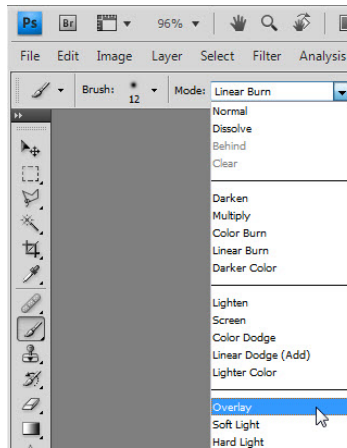 Ps Br 96%
File Edit Image Layer Select Filter Analysis
Brush: 12 Mode: Linear Burn
Normal
Dissolve
Behind
Clear
Darken
Multiply
Color Burn
Linear Burn
Darker Color
Lighten
Screen
Color Dodge
Linear Dodge (Add)
Lighter Color
Overlay
Soft Light
Hard Light